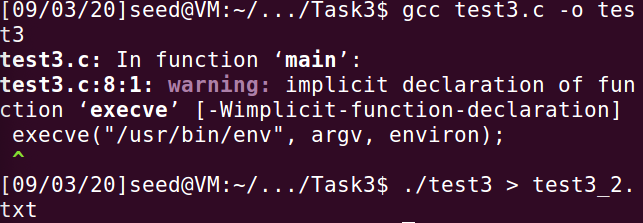 [09/03/20]seed@VM:~/.../Task3$ gcc test3.c -o tes
t3
test3.c: In function ‘main’:
test3.c:8:1: warning: implicit declaration of fun
ction ‘execve’ [-Wimplicit-function-declaration]
 execve("/usr/bin/env", argv, environ);
 ^
[09/03/20]seed@VM:~/.../Task3$ ./test3 > test3_2.
txt